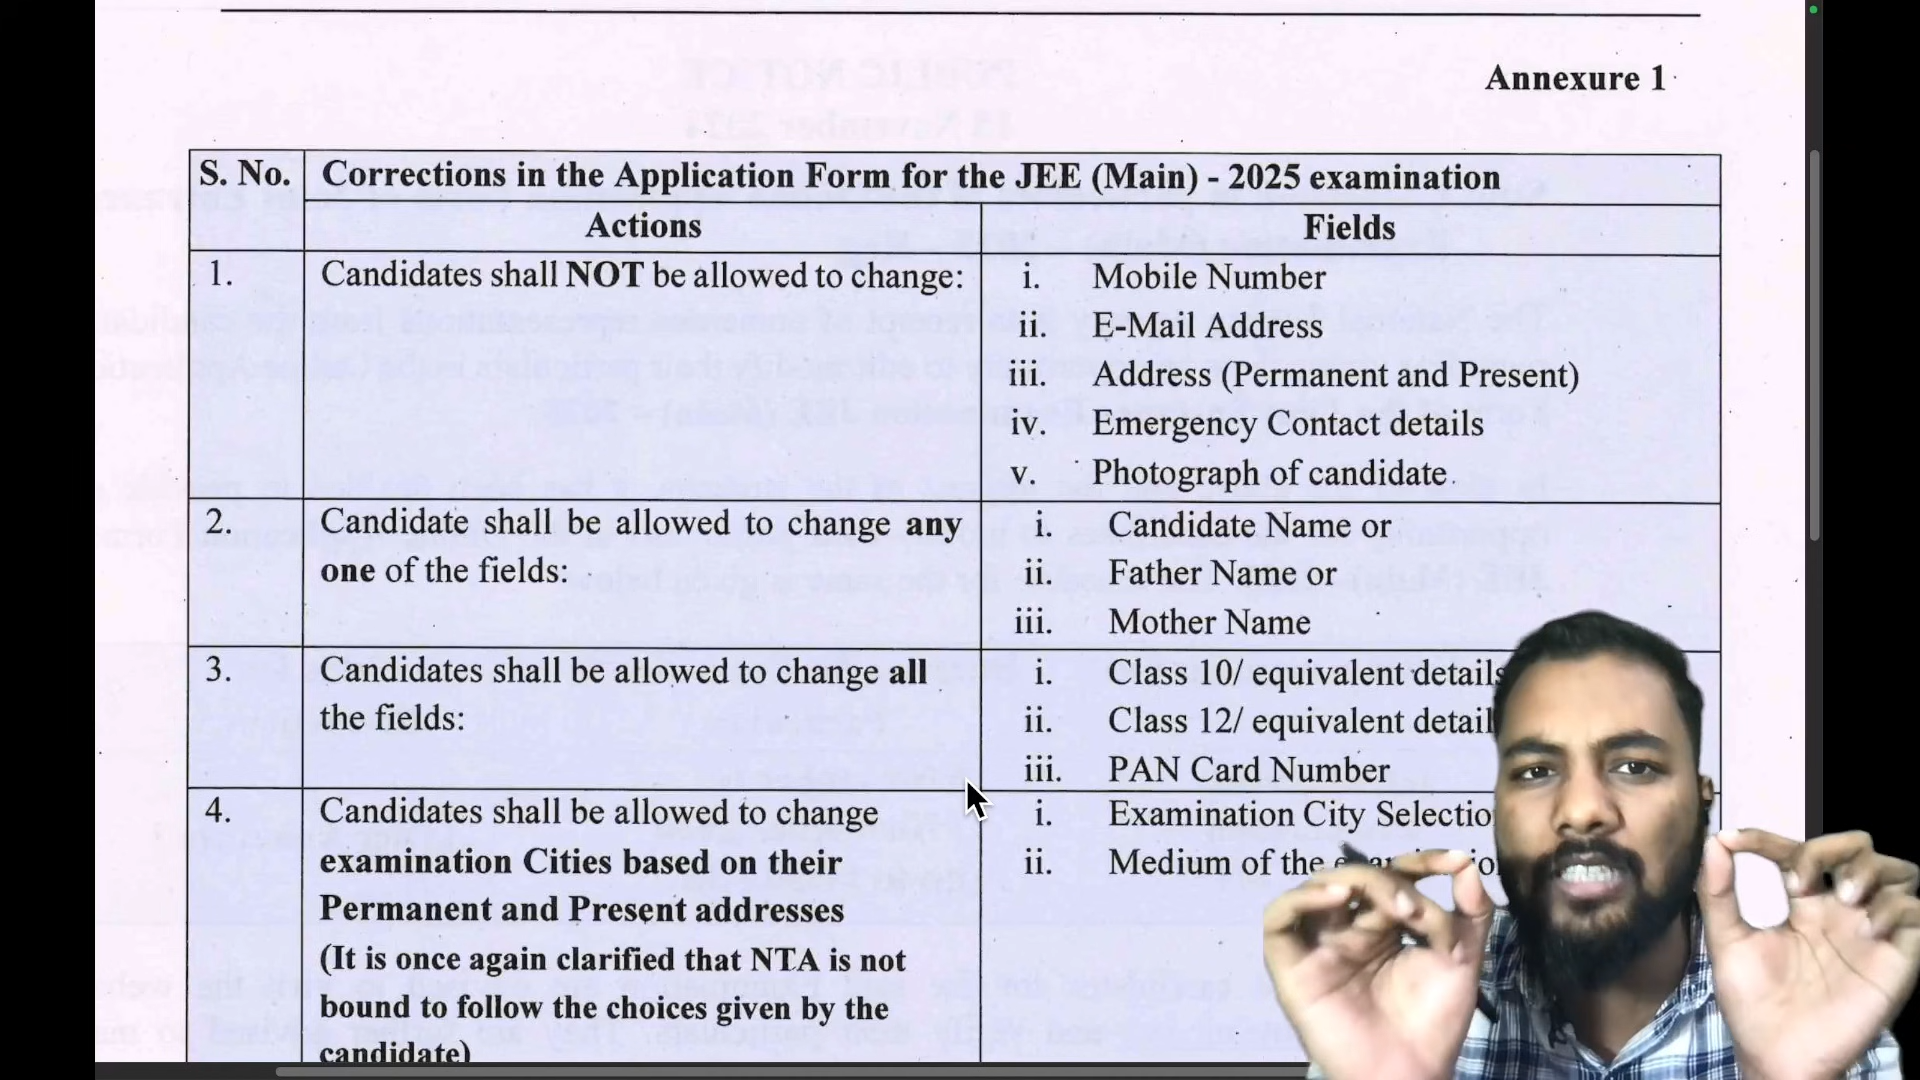 Annexure 1
S. No. Corrections in the Application Form for the JEE (Main) - 2025 examination
Actions Fields
1. Candidates shall NOT be allowed to change:
i. Mobile Number
ii. E-Mail Address
iii. Address (Permanent and Present)
iv. Emergency Contact details
v. Photograph of candidate
2. Candidate shall be allowed to change any
one of the fields:
i. Candidate Name or
ii. Father Name or
iii. Mother Name
3. Candidates shall be allowed to change all
the fields:
i. Class 10/ equivalent details
ii. Class 12/ equivalent detail
iii. PAN Card Number
4. Candidates shall be allowed to change
examination Cities based on their
Permanent and Present addresses
(It is once again clarified that NTA is not
bound to follow the choices given by the
candidate)
i. Examination City Selectio
ii. Medium of the